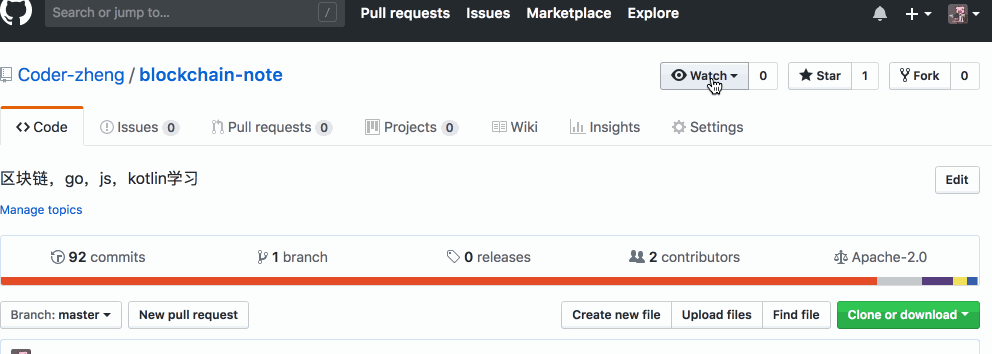 Search or jump to... / Pull requests Issues Marketplace Explore
Coder-zheng / blockchain-note Watch 0 Star 1 Fork 0
Code Issues 0 Pull requests 0 Projects 0 Wiki Insights Settings
区块链，go，js，kotlin学习 Edit
Manage topics
92 commits 1 branch 0 releases 2 contributors Apache-2.0
Branch: master New pull request Create new file Upload files Find file Clone or download